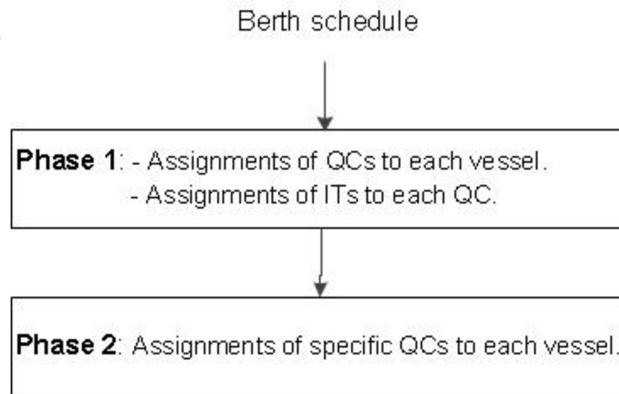 Berth schedule
Phase 1: - Assignments of QCs to each vessel.
- Assignments of ITs to each QC.
Phase 2: Assignments of specific QCs to each vessel.